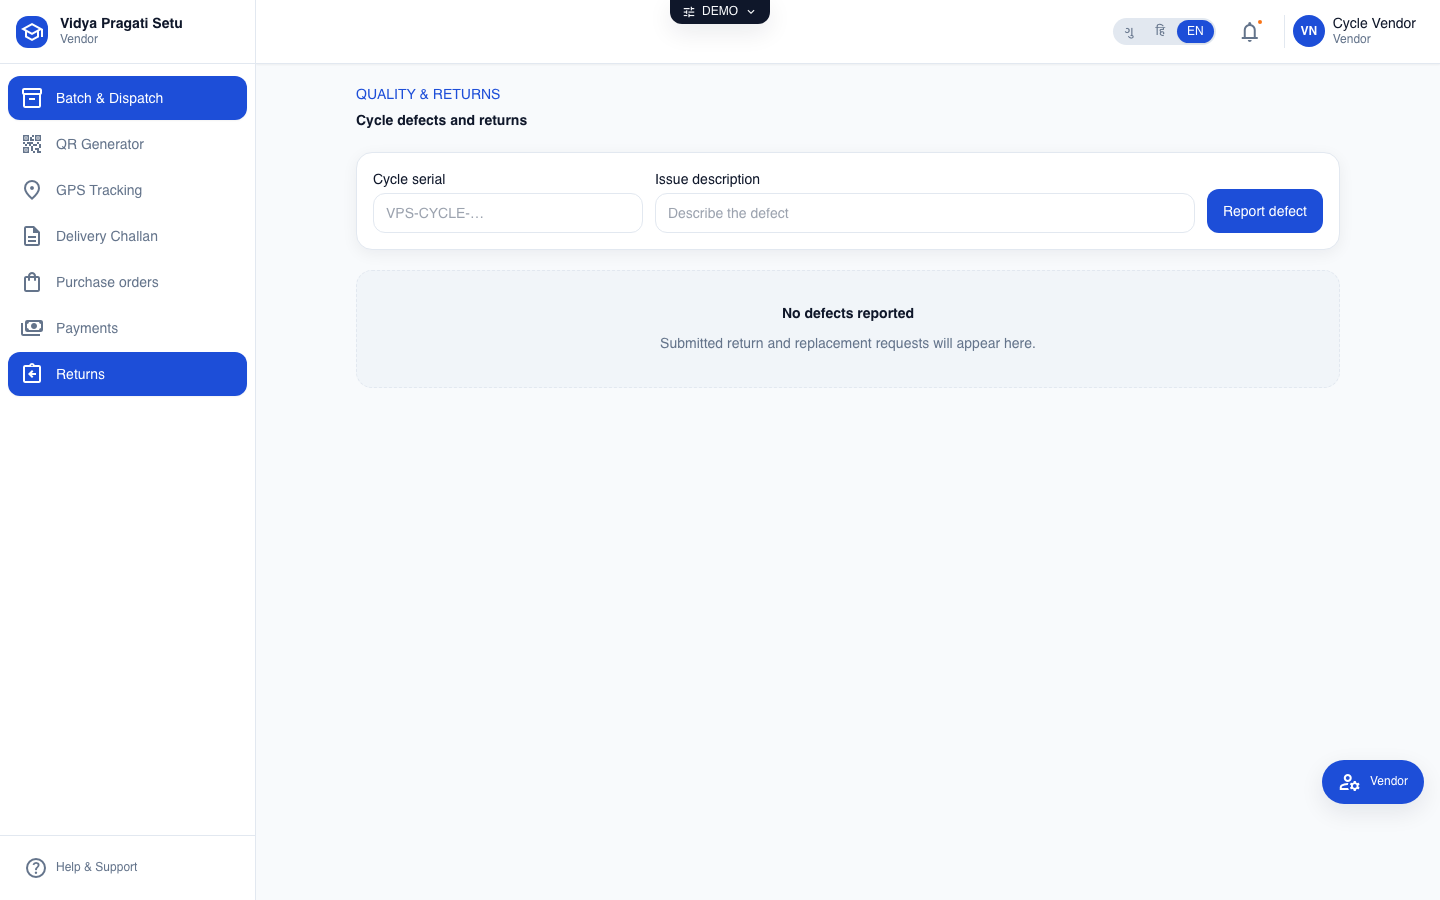 Vidya Pragati Setu
Vendor
DEMO
ગુ
हि
EN
VN
Cycle Vendor
Vendor
Batch & Dispatch
QR Generator
GPS Tracking
Delivery Challan
Purchase orders
Payments
Returns
Help & Support
QUALITY & RETURNS
Cycle defects and returns
Cycle serial
VPS-CYCLE-…
Issue description
Describe the defect
Report defect
No defects reported
Submitted return and replacement requests will appear here.
Vendor